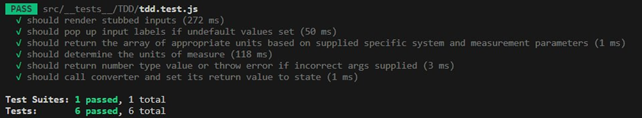 PASS src/__tests__/TDD/tdd.test.js
√ should render stubbed inputs (272 ms)
√ should pop up input labels if undefault values set (50 ms)
√ should return the array of appropriate units based on supplied specific system and measurement parameters (1 ms)
√ should determine the units of measure (118 ms)
√ should return number type value or throw error if incorrect args supplied (3 ms)
√ should call converter and set its return value to state (1 ms)
Test Suites: 1 passed, 1 total
Tests: 6 passed, 6 total